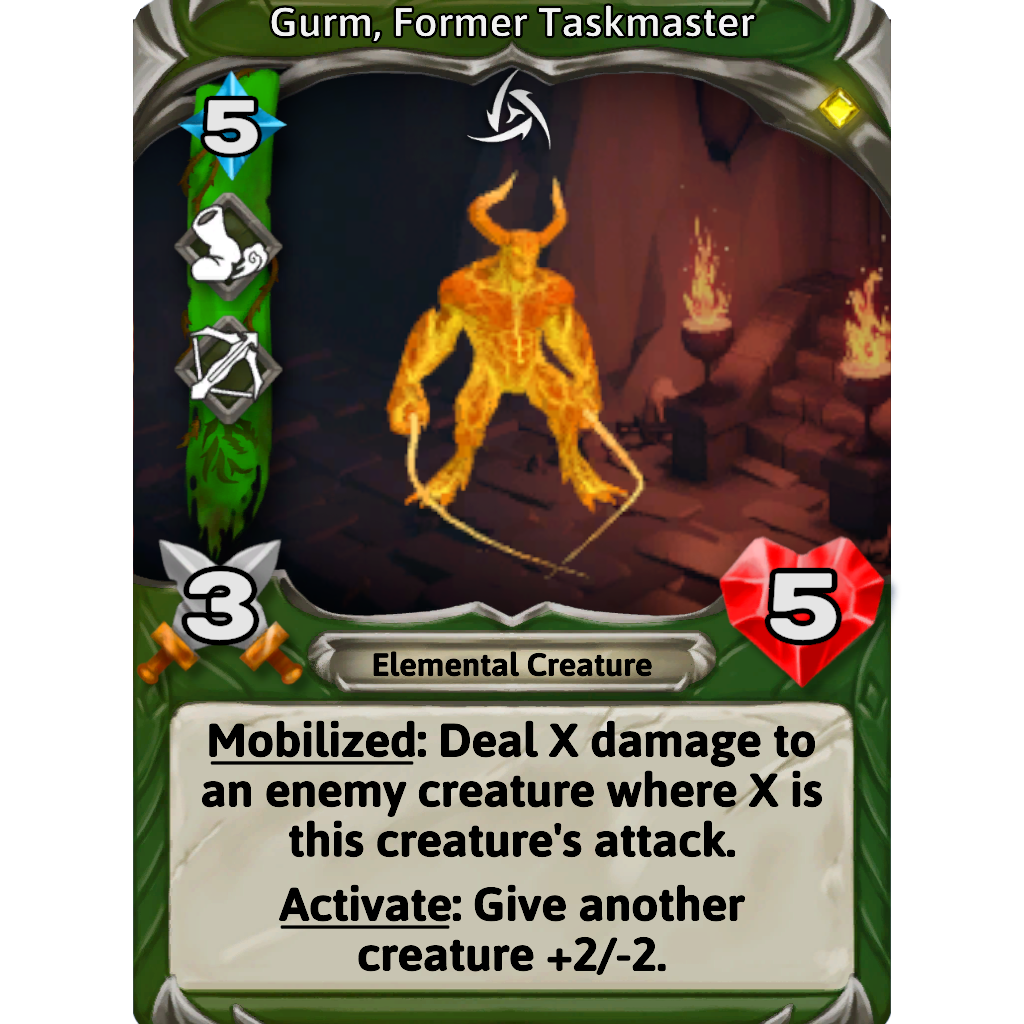 Gurm, Former Taskmaster
5
3
5
Elemental Creature
Mobilized: Deal X damage to
an enemy creature where X is
this creature's attack.
Activate: Give another
creature +2/-2.